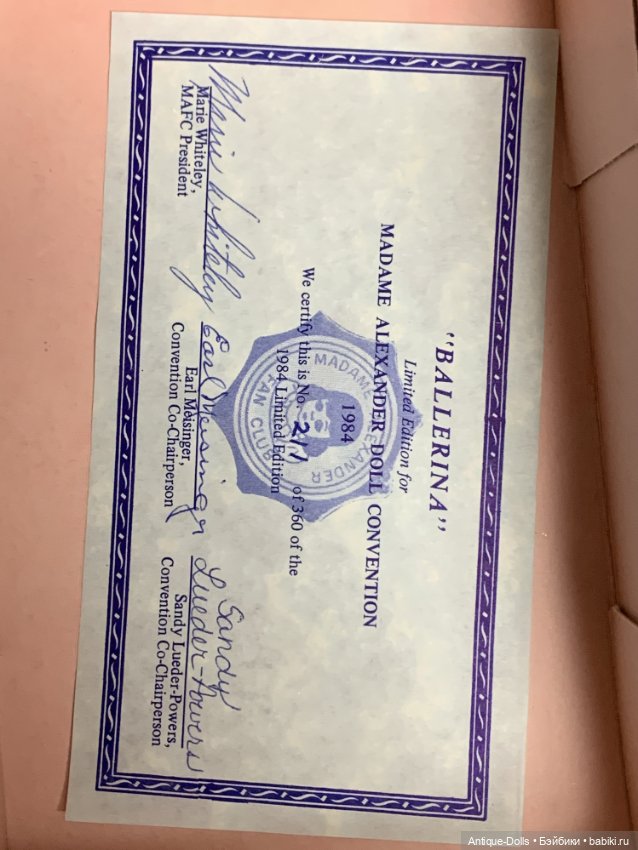 "BALLERINA"
Limited Edition for
MADAME ALEXANDER DOLL CONVENTION
1984
We certify this is No. 211 of 360 of the
1984 Limited Edition
MADAME ALEXANDER
FAN CLUB
Marie Whiteley
Marie Whiteley,
MAFC President
Earl Meisinger
Earl Meisinger,
Convention Co-Chairperson
Sandy
Lueder-Powers
Sandy Lueder-Powers,
Convention Co-Chairperson
Antique-Dolls • Бэйбики • babiki.ru